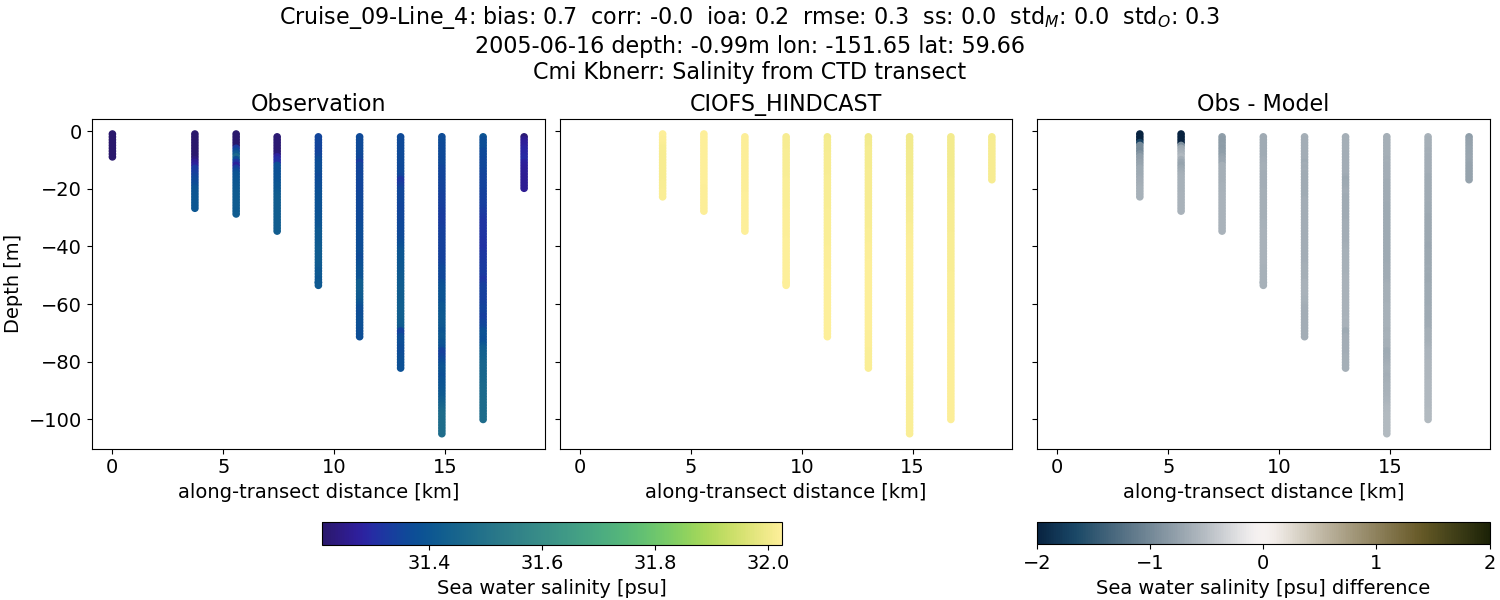 Cruise_09-Line_4: bias: 0.7 corr: -0.0 ioa: 0.2 rmse: 0.3 ss: 0.0 std_M: 0.0 std_O: 0.3
2005-06-16 depth: -0.99m lon: -151.65 lat: 59.66
Cmi Kbnerr: Salinity from CTD transect
Observation
CIOFS_HINDCAST
Obs - Model
0
−20
−40
−60
−80
−100
Depth [m]
0 5 10 15
0 5 10 15
0 5 10 15
along-transect distance [km]
along-transect distance [km]
along-transect distance [km]
31.4 31.6 31.8 32.0
Sea water salinity [psu]
−2 −1 0 1 2
Sea water salinity [psu] difference